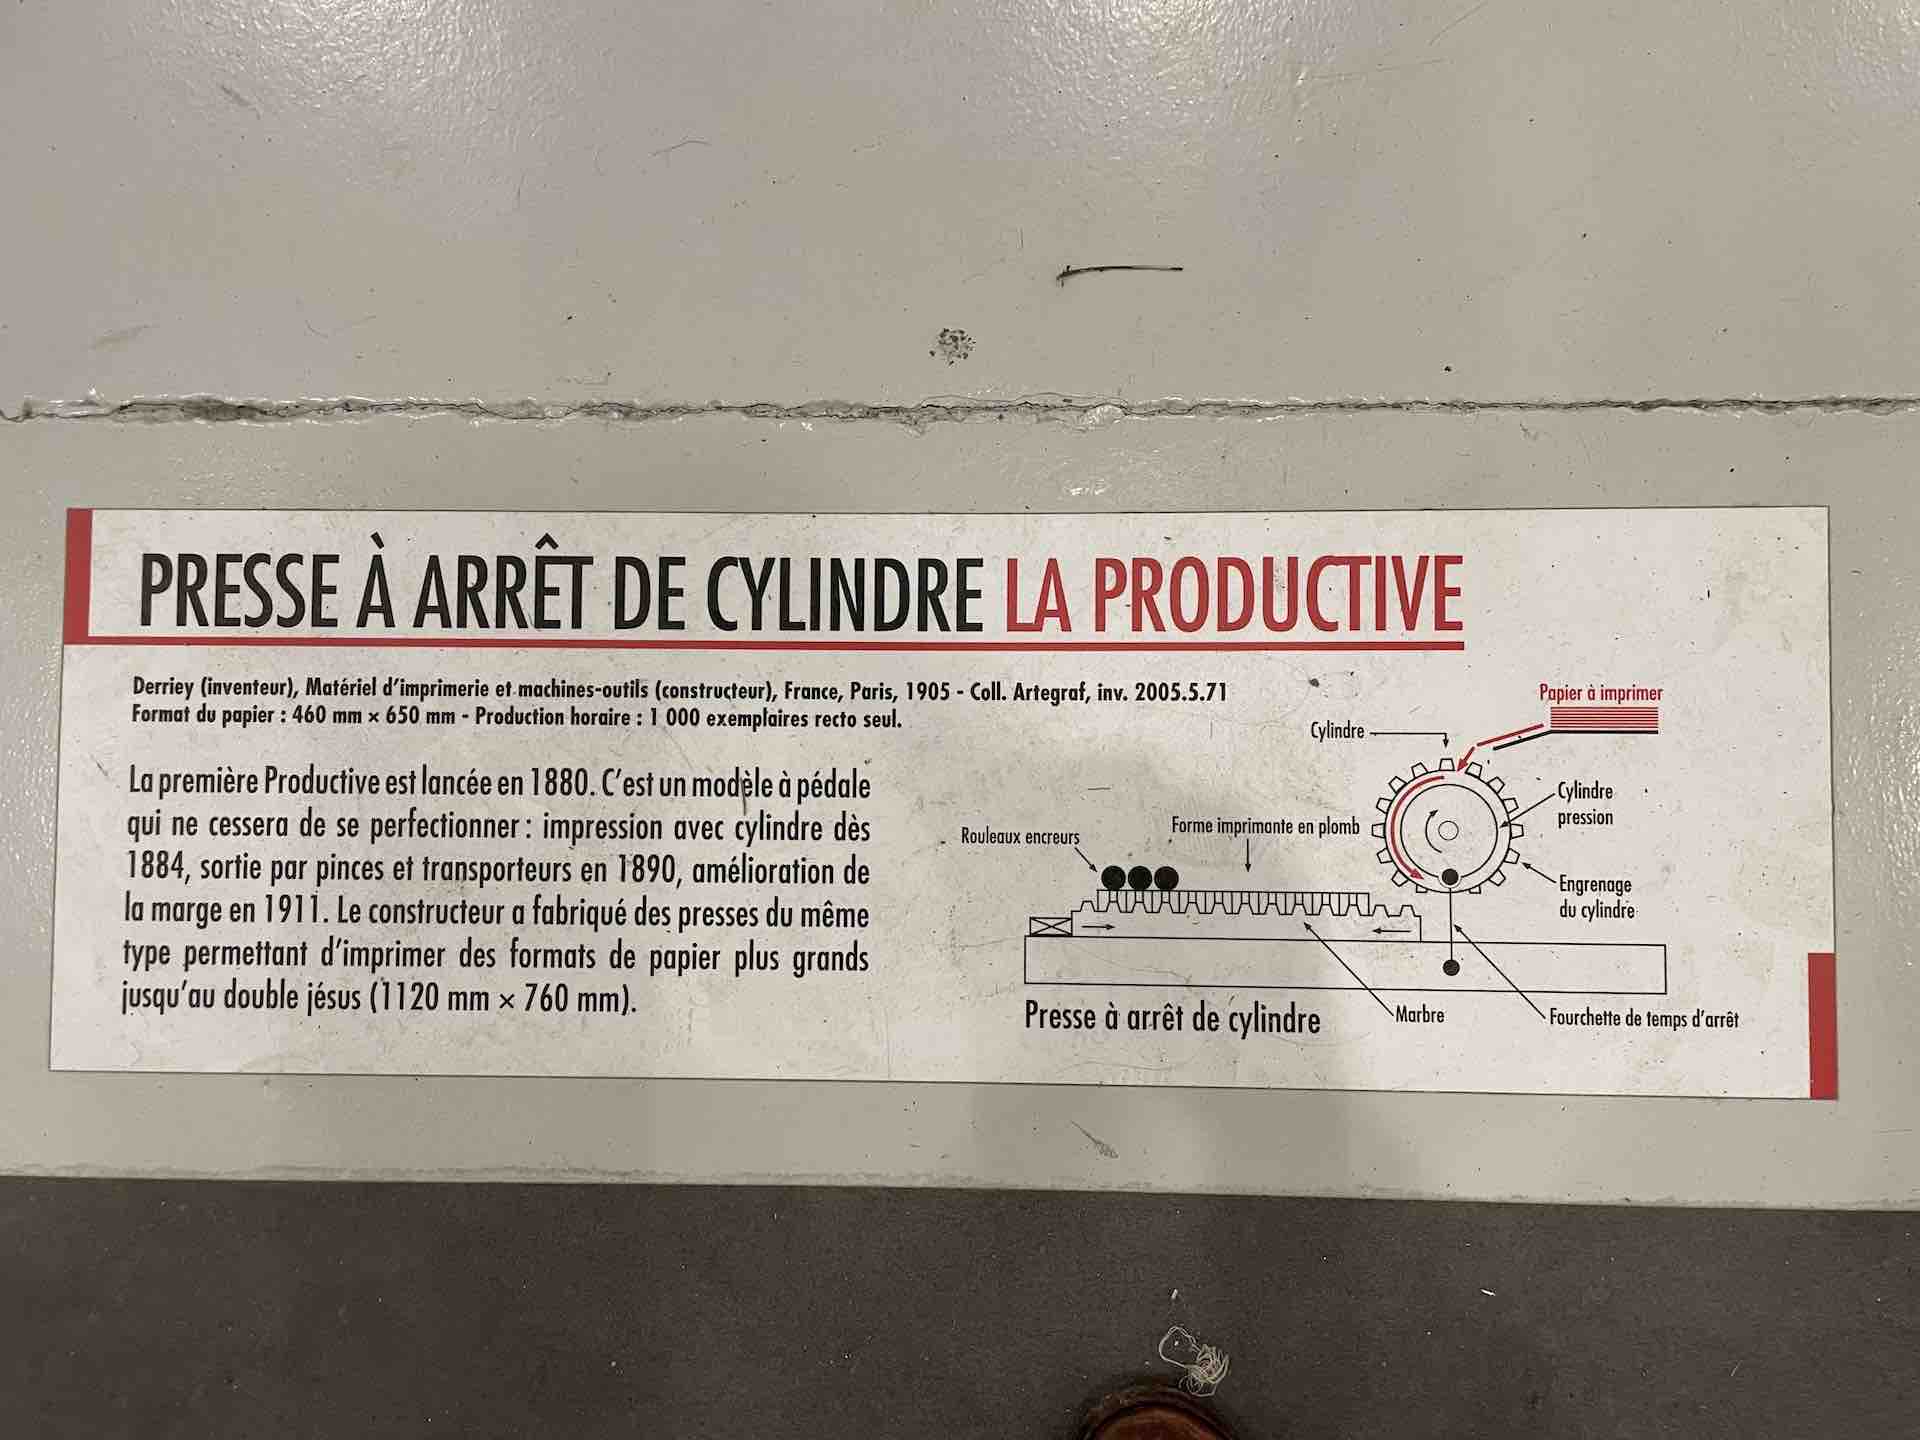 PRESSE À ARRÊT DE CYLINDRE LA PRODUCTIVE
Derriey (inventeur), Matériel d'imprimerie et machines-outils (constructeur), France, Paris, 1905 - Coll. Artegraf, inv. 2005.5.71
Format du papier : 460 mm × 650 mm - Production horaire : 1 000 exemplaires recto seul.
La première Productive est lancée en 1880. C'est un modèle à pédale
qui ne cessera de se perfectionner : impression avec cylindre dès
1884, sortie par pinces et transporteurs en 1890, amélioration de
la marge en 1911. Le constructeur a fabriqué des presses du même
type permettant d'imprimer des formats de papier plus grands
jusqu'au double jésus (1120 mm × 760 mm).
Papier à imprimer
Cylindre
Cylindre
pression
Rouleaux encreurs
Forme imprimante en plomb
Engrenage
du cylindre
Presse à arrêt de cylindre
Marbre
Fourchette de temps d'arrêt